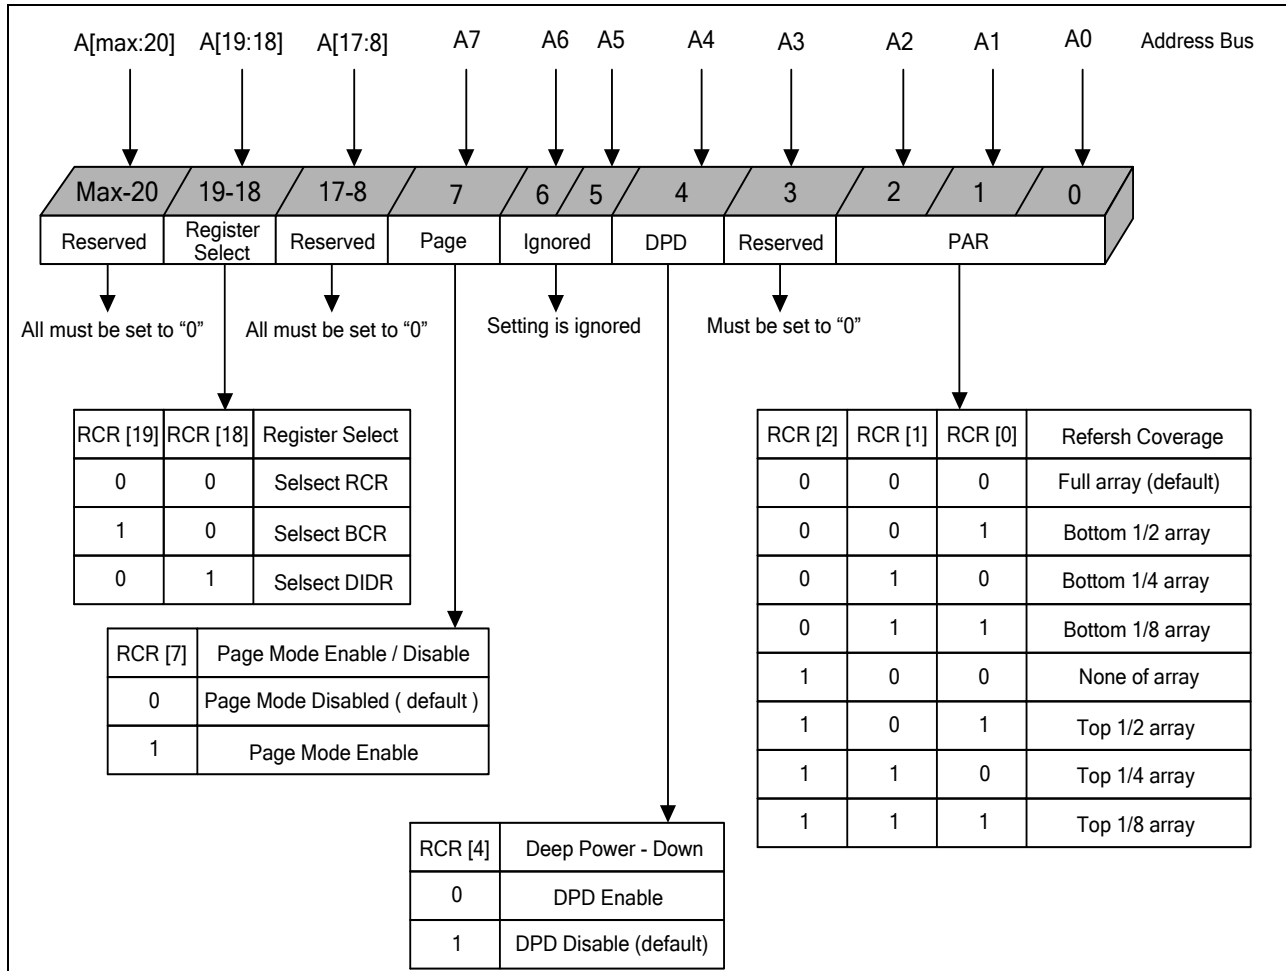 A[max:20] A[19:18] A[17:8] A7 A6 A5 A4 A3 A2 A1 A0 Address Bus
Max-20 19-18 17-8 7 6 5 4 3 2 1 0
Reserved Register Select Reserved Page Ignored DPD Reserved PAR
All must be set to “0” All must be set to “0” Setting is ignored Must be set to “0”
RCR [19] RCR [18] Register Select
0 0 Selsect RCR
1 0 Selsect BCR
0 1 Selsect DIDR
RCR [2] RCR [1] RCR [0] Refersh Coverage
0 0 0 Full array (default)
0 0 1 Bottom 1/2 array
0 1 0 Bottom 1/4 array
0 1 1 Bottom 1/8 array
1 0 0 None of array
1 0 1 Top 1/2 array
1 1 0 Top 1/4 array
1 1 1 Top 1/8 array
RCR [7] Page Mode Enable / Disable
0 Page Mode Disabled ( default )
1 Page Mode Enable
RCR [4] Deep Power - Down
0 DPD Enable
1 DPD Disable (default)